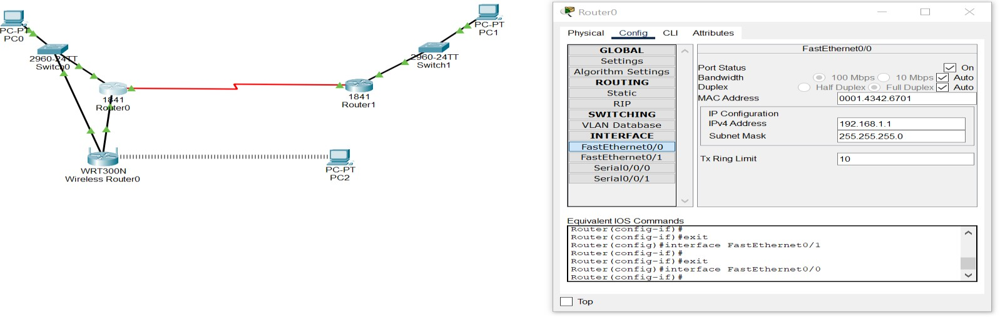 PC-PT
PC0
2960-24TT
Switch0
1841
Router0
WRT300N
Wireless Router0
PC-PT
PC2
1841
Router1
2960-24TT
Switch1
PC-PT
PC1
Router0
Physical Config CLI Attributes
GLOBAL
Settings
Algorithm Settings
ROUTING
Static
RIP
SWITCHING
VLAN Database
INTERFACE
FastEthernet0/0
FastEthernet0/1
Serial0/0/0
Serial0/0/1
FastEthernet0/0
Port Status On
Bandwidth 100 Mbps 10 Mbps Auto
Duplex Half Duplex Full Duplex Auto
MAC Address 0001.4342.6701
IP Configuration
IPv4 Address 192.168.1.1
Subnet Mask 255.255.255.0
Tx Ring Limit 10
Equivalent IOS Commands
Router(config-if)#
Router(config-if)#exit
Router(config)#interface FastEthernet0/1
Router(config-if)#
Router(config-if)#exit
Router(config)#interface FastEthernet0/0
Router(config-if)#
Top